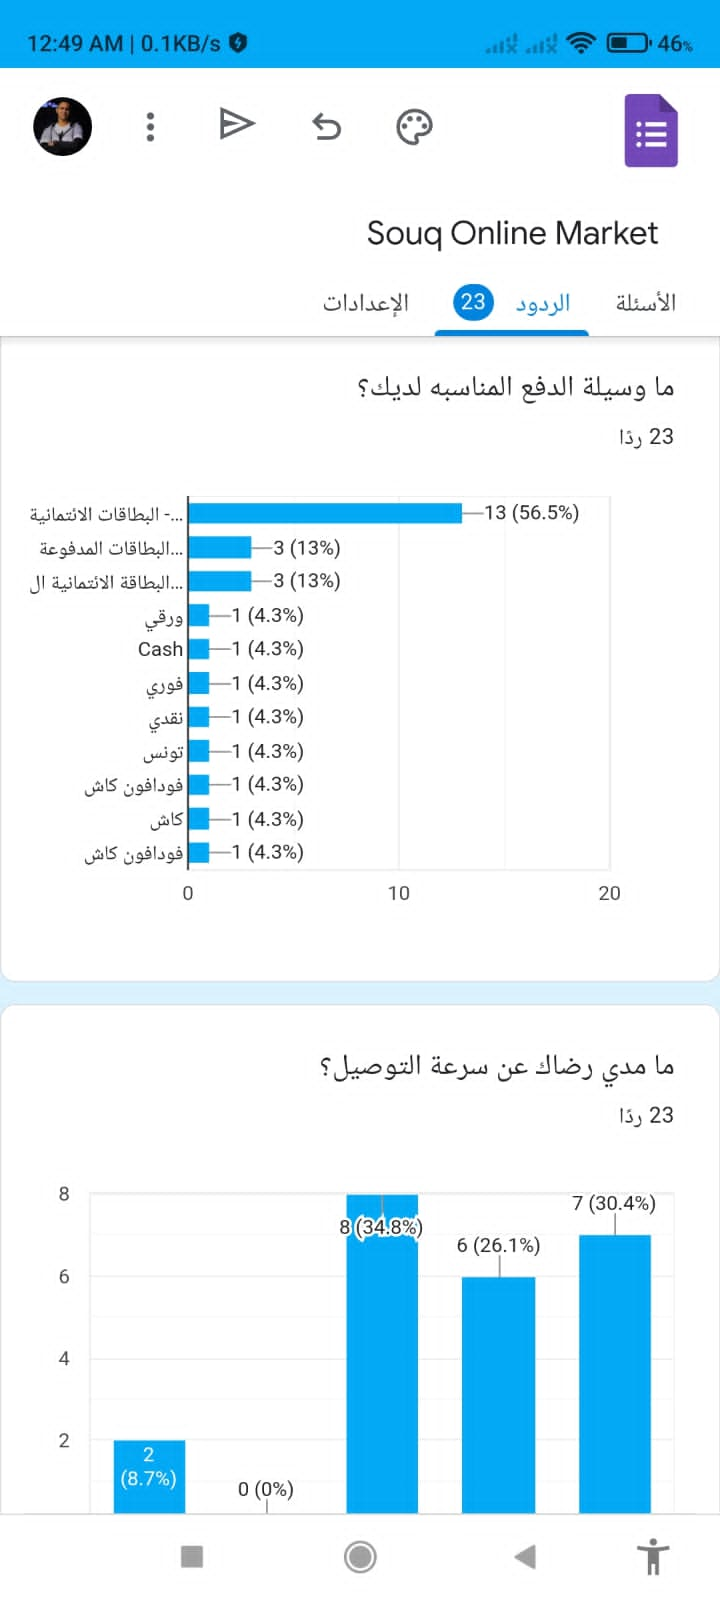 12:49 AM | 0.1KB/s
46%
Souq Online Market
الأسئلة
الردود 23
الإعدادات
ما وسيلة الدفع المناسبه لديك؟
23 ردًا
البطاقات الائتمانية -...
13 (56.5%)
البطاقات المدفوعة...
3 (13%)
البطاقة الائتمانية ال...
3 (13%)
ورقي
1 (4.3%)
Cash
1 (4.3%)
فوري
1 (4.3%)
نقدي
1 (4.3%)
تونس
1 (4.3%)
فودافون كاش
1 (4.3%)
كاش
1 (4.3%)
فودافون كاش
1 (4.3%)
0
10
20
ما مدي رضاك عن سرعة التوصيل؟
23 ردًا
8
6
4
2
2
(8.7%)
0 (0%)
8 (34.8%)
6 (26.1%)
7 (30.4%)